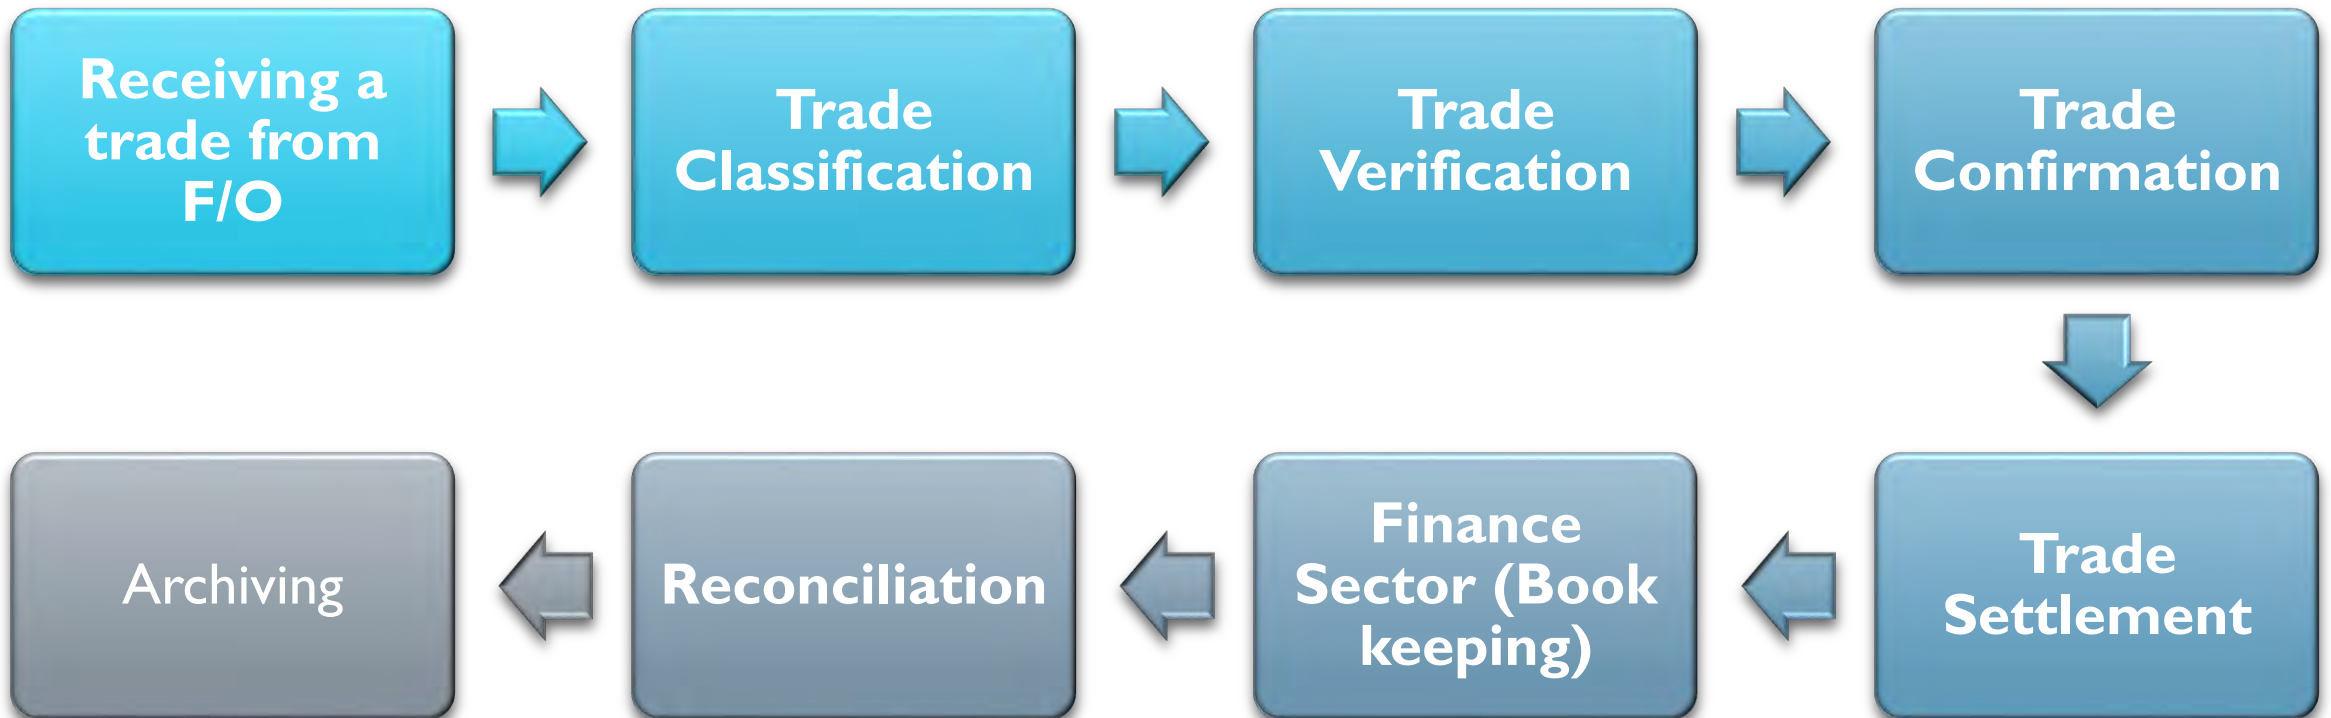 Receiving a
trade from
F/O
Trade
Classification
Trade
Verification
Trade
Confirmation
Trade
Settlement
Finance
Sector (Book
keeping)
Reconciliation
Archiving